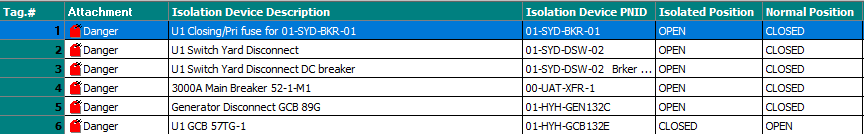 Tag.# Attachment Isolation Device Description Isolation Device PNID Isolated Position Normal Position
1 Danger U1 Closing/Pri fuse for 01-SYD-BKR-01 01-SYD-BKR-01 OPEN CLOSED
2 Danger U1 Switch Yard Disconnect 01-SYD-DSW-02 OPEN CLOSED
3 Danger U1 Switch Yard Disconnect DC breaker 01-SYD-DSW-02 Brker ... OPEN CLOSED
4 Danger 3000A Main Breaker 52-1-M1 00-UAT-XFR-1 OPEN CLOSED
5 Danger Generator Disconnect GCB 89G 01-HYH-GEN132C OPEN CLOSED
6 Danger U1 GCB 57TG-1 01-HYH-GCB132E CLOSED OPEN